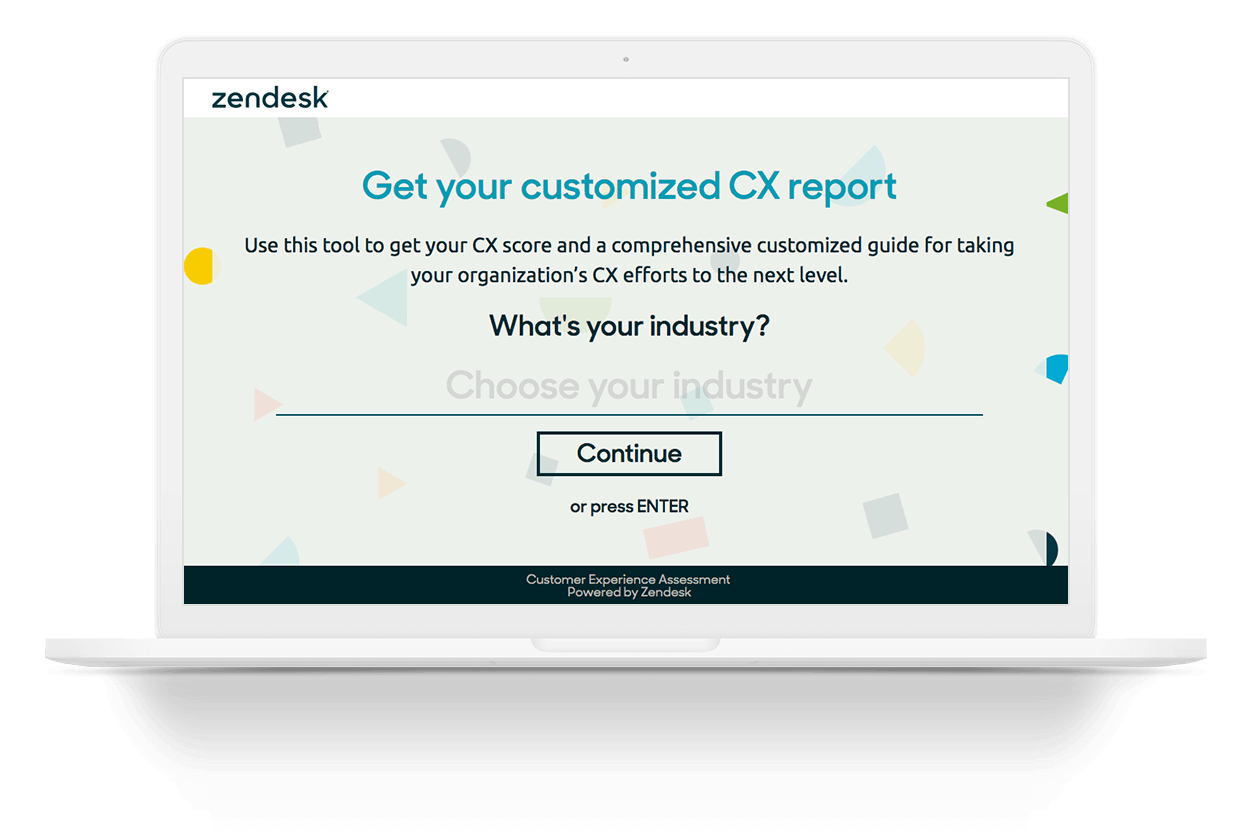 zendesk
Get your customized CX report
Use this tool to get your CX score and a comprehensive customized guide for taking
your organization's CX efforts to the next level.
What's your industry?
Choose your industry
Continue
or press ENTER
Customer Experience Assessment
Powered by Zendesk